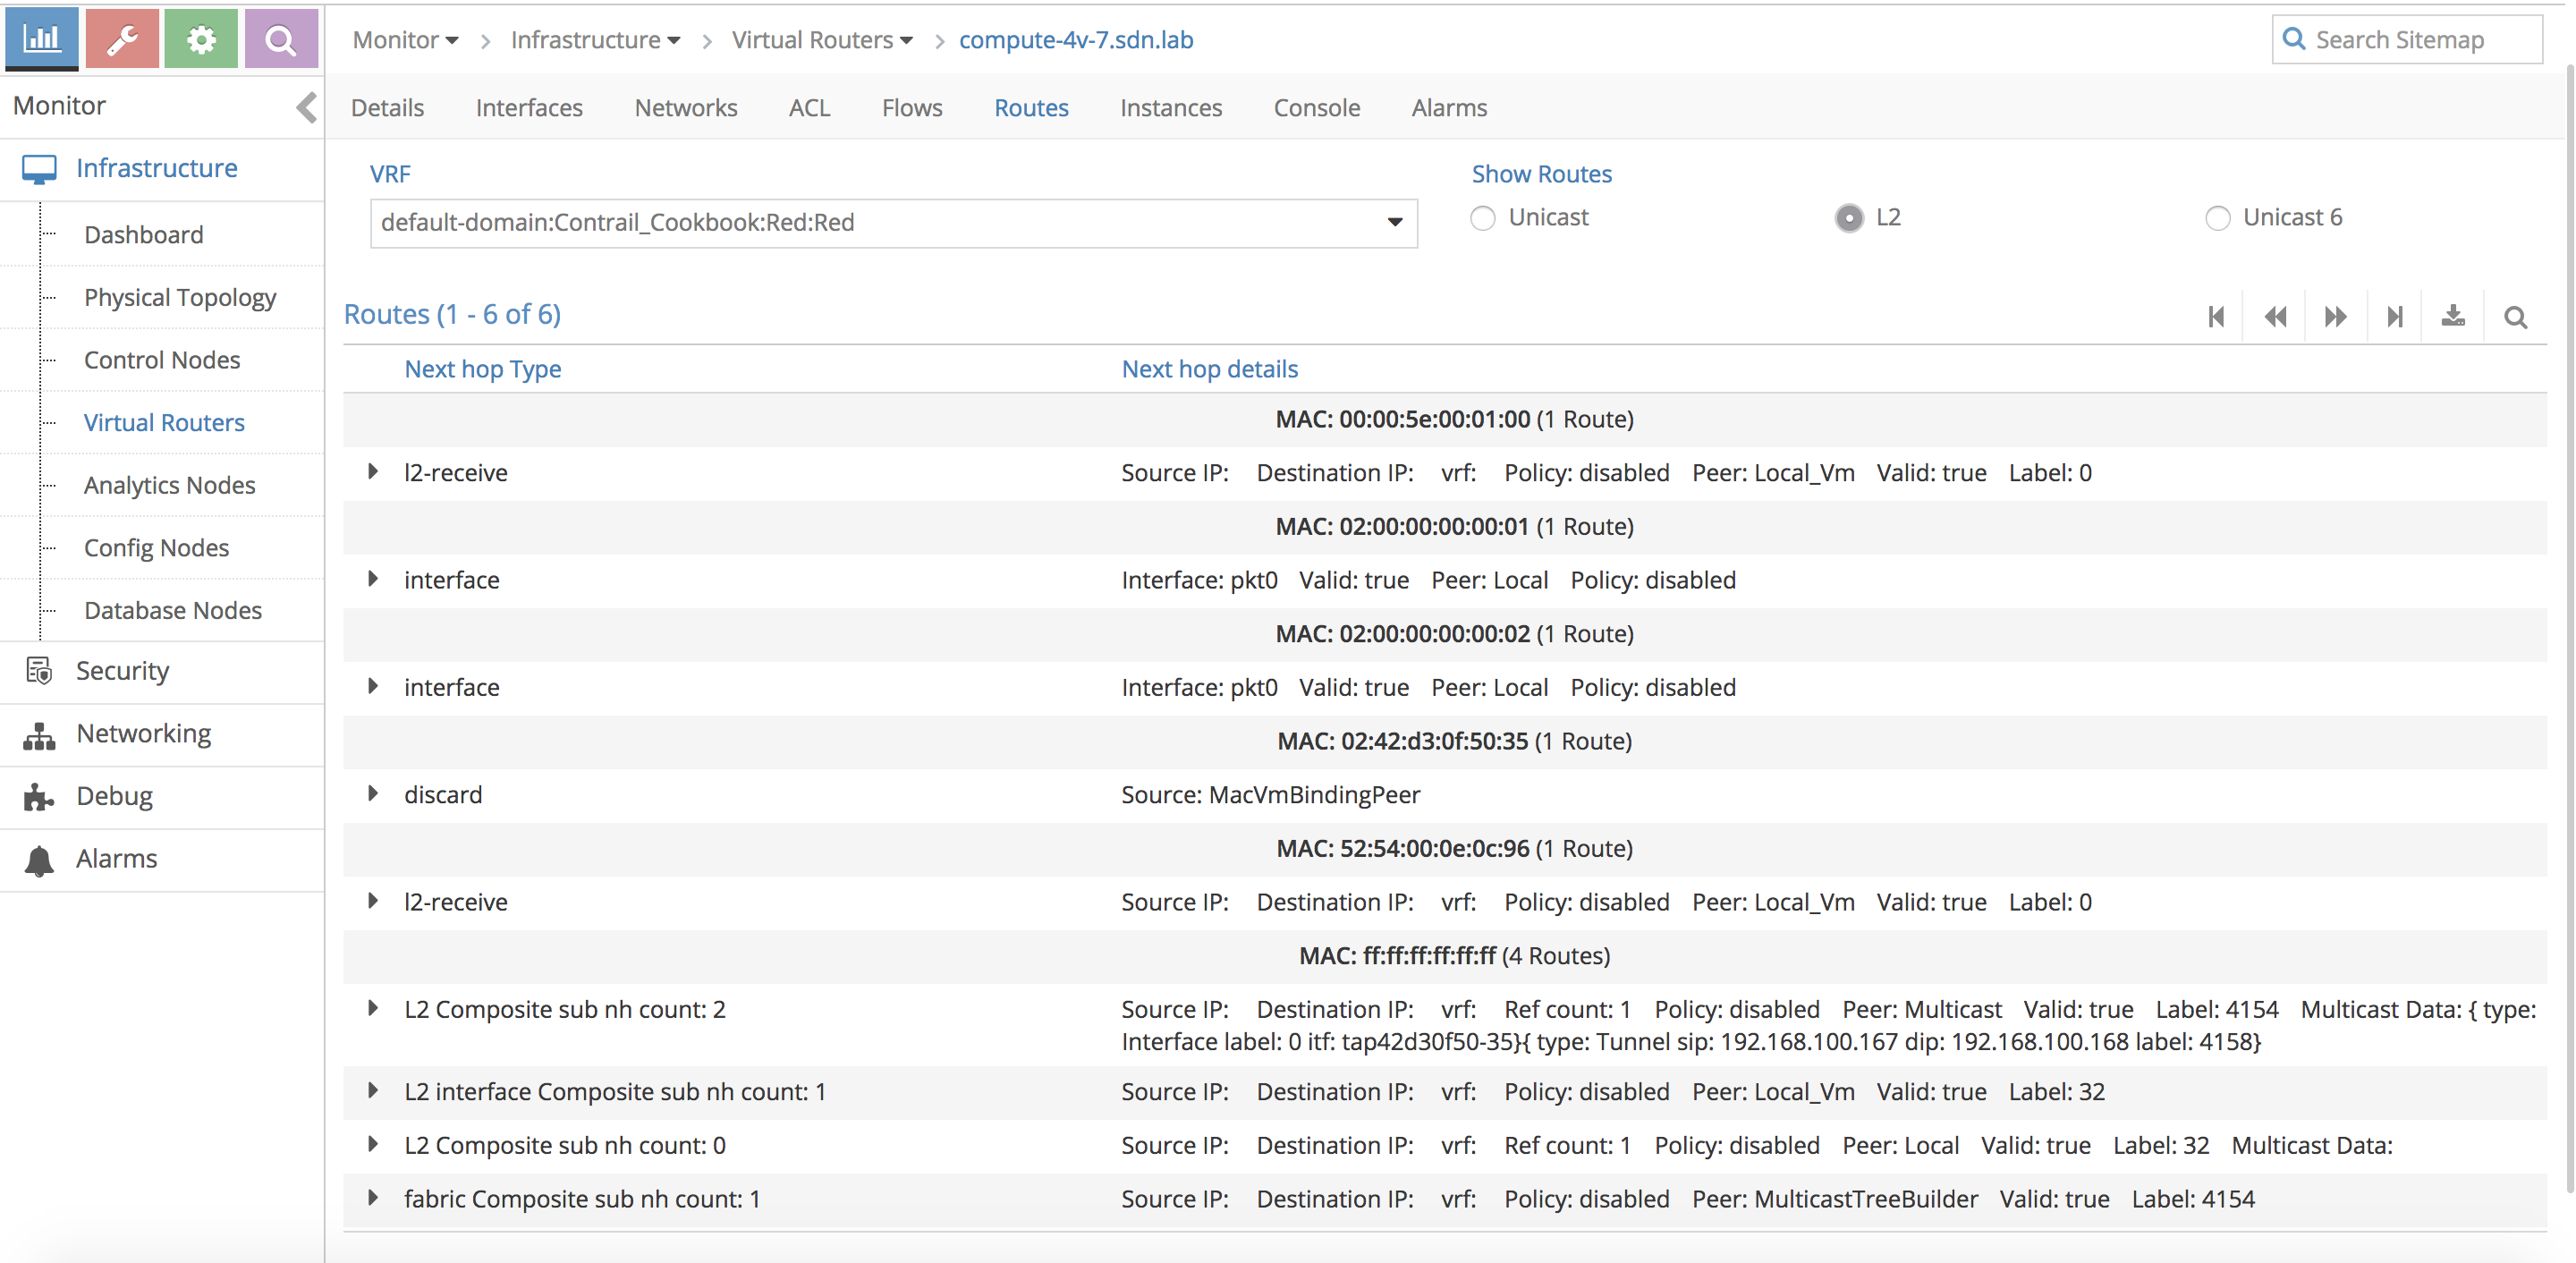 Monitor Infrastructure Virtual Routers compute-4v-7.sdn.lab
Search Sitemap
Monitor
Details Interfaces Networks ACL Flows Routes Instances Console Alarms
Infrastructure
Dashboard
Physical Topology
Control Nodes
Virtual Routers
Analytics Nodes
Config Nodes
Database Nodes
Security
Networking
Debug
Alarms
VRF
default-domain:Contrail_Cookbook:Red:Red
Show Routes
Unicast L2 Unicast 6
Routes (1 - 6 of 6)
Next hop Type Next hop details
MAC: 00:00:5e:00:01:00 (1 Route)
l2-receive Source IP: Destination IP: vrf: Policy: disabled Peer: Local_Vm Valid: true Label: 0
MAC: 02:00:00:00:00:01 (1 Route)
interface Interface: pkt0 Valid: true Peer: Local Policy: disabled
MAC: 02:00:00:00:00:02 (1 Route)
interface Interface: pkt0 Valid: true Peer: Local Policy: disabled
MAC: 02:42:d3:0f:50:35 (1 Route)
discard Source: MacVmBindingPeer
MAC: 52:54:00:0e:0c:96 (1 Route)
l2-receive Source IP: Destination IP: vrf: Policy: disabled Peer: Local_Vm Valid: true Label: 0
MAC: ff:ff:ff:ff:ff:ff (4 Routes)
L2 Composite sub nh count: 2 Source IP: Destination IP: vrf: Ref count: 1 Policy: disabled Peer: Multicast Valid: true Label: 4154 Multicast Data: { type:
Interface label: 0 itf: tap42d30f50-35}{ type: Tunnel sip: 192.168.100.167 dip: 192.168.100.168 label: 4158}
L2 interface Composite sub nh count: 1 Source IP: Destination IP: vrf: Policy: disabled Peer: Local_Vm Valid: true Label: 32
L2 Composite sub nh count: 0 Source IP: Destination IP: vrf: Ref count: 1 Policy: disabled Peer: Local Valid: true Label: 32 Multicast Data:
fabric Composite sub nh count: 1 Source IP: Destination IP: vrf: Policy: disabled Peer: MulticastTreeBuilder Valid: true Label: 4154